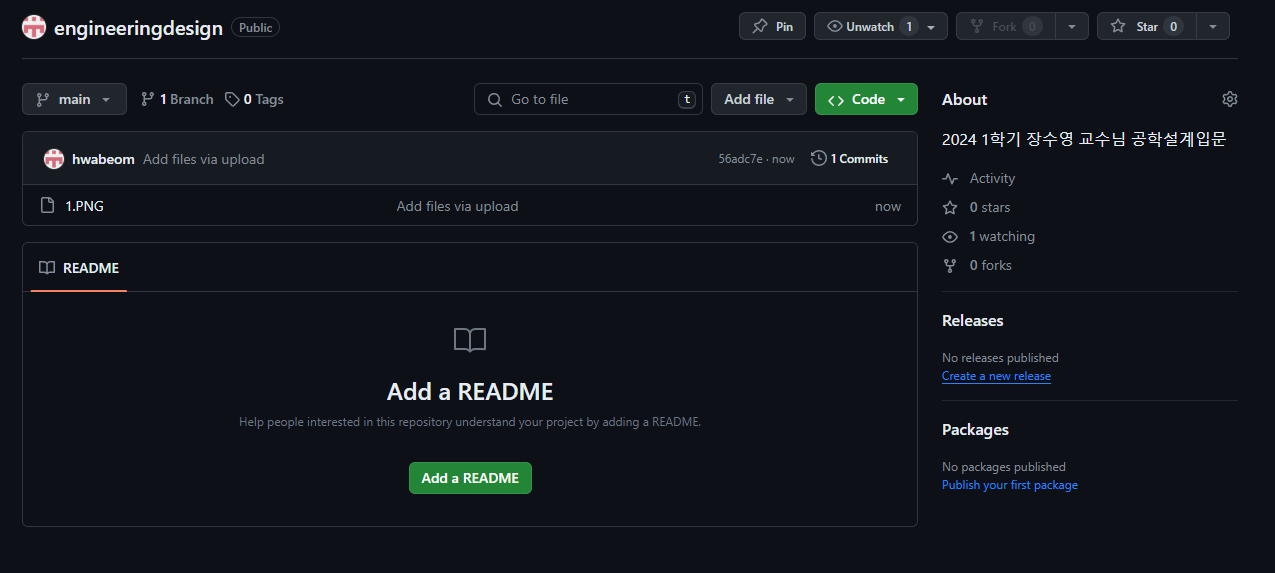 engineeringdesign Public Pin Unwatch 1 Fork 0 Star 0
main 1 Branch 0 Tags Go to file t Add file Code
hwabeom Add files via upload 56adc7e · now 1 Commits
1.PNG Add files via upload now
README
Add a README
Help people interested in this repository understand your project by adding a README.
Add a README
About
2024 1학기 장수영 교수님 공학설계입문
Activity
0 stars
1 watching
0 forks
Releases
No releases published
Create a new release
Packages
No packages published
Publish your first package